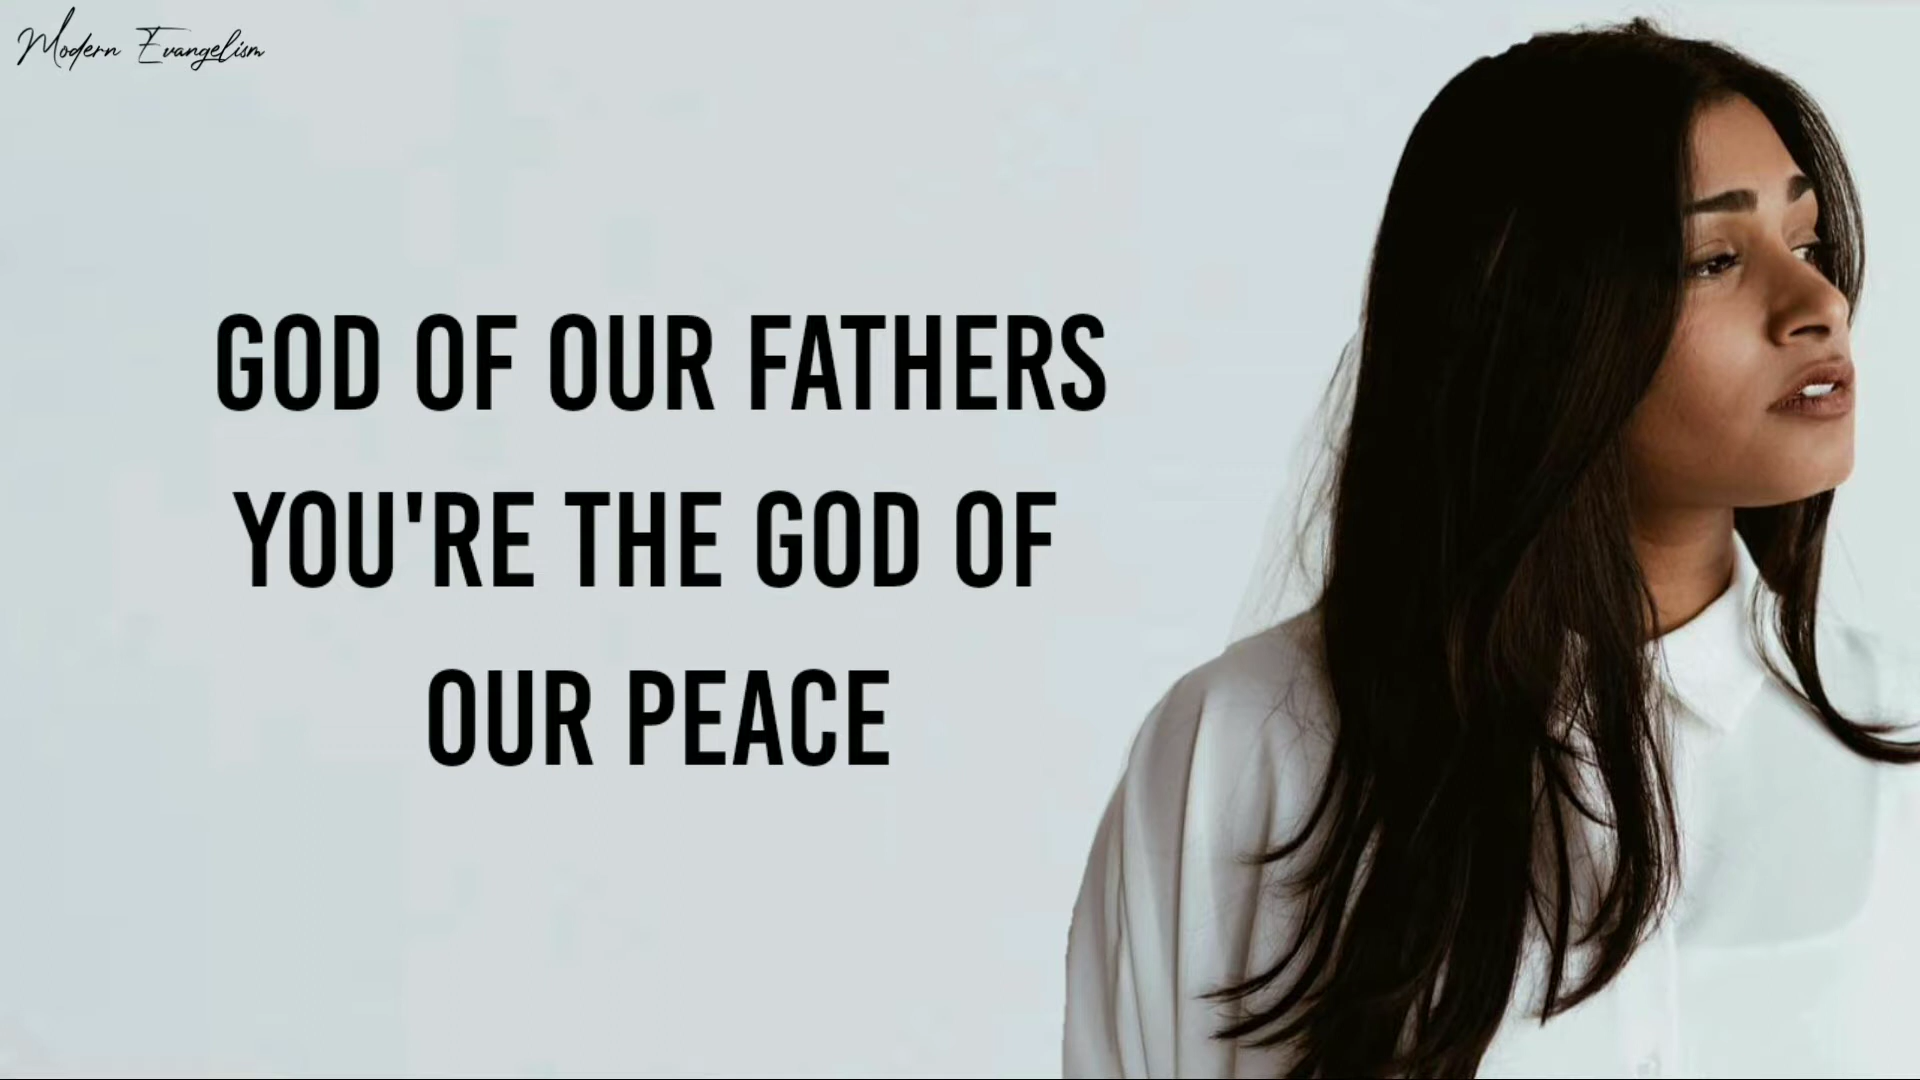 Modern Evangelism
GOD OF OUR FATHERS
YOU'RE THE GOD OF
OUR PEACE